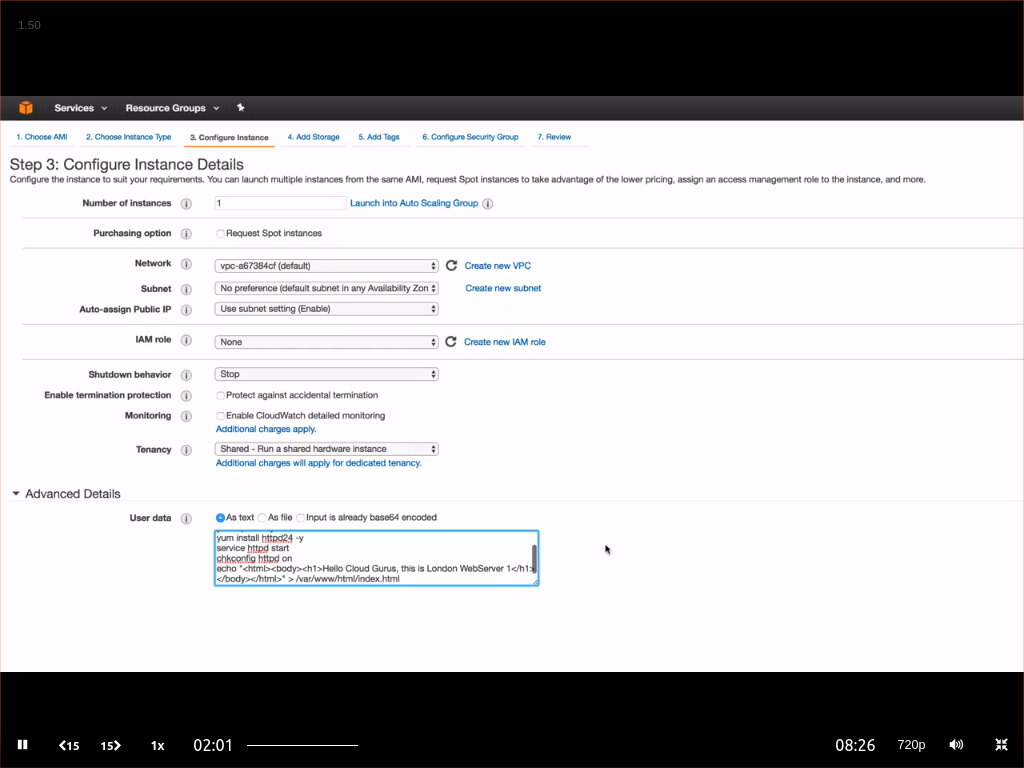 1.50
Services
Resource Groups
1. Choose AMI 2. Choose Instance Type 3. Configure Instance 4. Add Storage 5. Add Tags 6. Configure Security Group 7. Review
Step 3: Configure Instance Details
Configure the instance to suit your requirements. You can launch multiple instances from the same AMI, request Spot instances to take advantage of the lower pricing, assign an access management role to the instance, and more.
Number of instances 1 Launch into Auto Scaling Group
Purchasing option Request Spot instances
Network vpc-a67384cf (default) Create new VPC
Subnet No preference (default subnet in any Availability Zon Create new subnet
Auto-assign Public IP Use subnet setting (Enable)
IAM role None Create new IAM role
Shutdown behavior Stop
Enable termination protection Protect against accidental termination
Monitoring Enable CloudWatch detailed monitoring
Additional charges apply.
Tenancy Shared - Run a shared hardware instance
Additional charges will apply for dedicated tenancy.
Advanced Details
User data As text As file Input is already base64 encoded
yum install httpd24 -y
service httpd start
chkconfig httpd on
echo "<html><body><h1>Hello Cloud Gurus, this is London WebServer 1</h1>
</body></html>" > /var/www/html/index.html
15 15 1x 02:01 08:26 720p